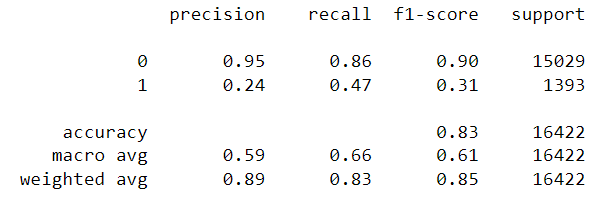 precision recall f1-score support
0 0.95 0.86 0.90 15029
1 0.24 0.47 0.31 1393
accuracy 0.83 16422
macro avg 0.59 0.66 0.61 16422
weighted avg 0.89 0.83 0.85 16422